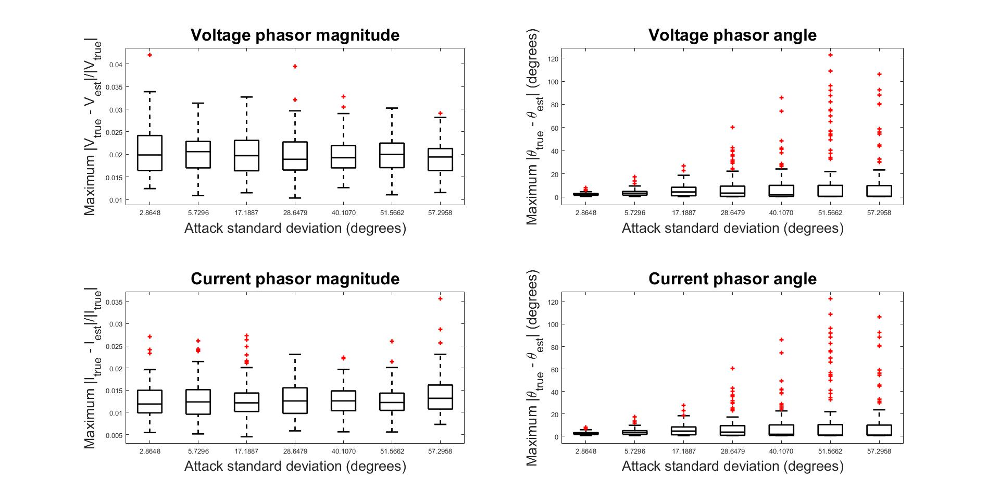 Voltage phasor magnitude
Maximum |V_true - V_est|/|V_true|
0.04
0.035
0.03
0.025
0.02
0.015
0.01
2.8648 5.7296 17.1887 28.6479 40.1070 51.5662 57.2958
Attack standard deviation (degrees)
Voltage phasor angle
Maximum |θ_true - θ_est| (degrees)
120
100
80
60
40
20
0
2.8648 5.7296 17.1887 28.6479 40.1070 51.5662 57.2958
Attack standard deviation (degrees)
Current phasor magnitude
Maximum |I_true - I_est|/|I_true|
0.035
0.03
0.025
0.02
0.015
0.01
0.005
2.8648 5.7296 17.1887 28.6479 40.1070 51.5662 57.2958
Attack standard deviation (degrees)
Current phasor angle
Maximum |θ_true - θ_est| (degrees)
120
100
80
60
40
20
0
2.8648 5.7296 17.1887 28.6479 40.1070 51.5662 57.2958
Attack standard deviation (degrees)